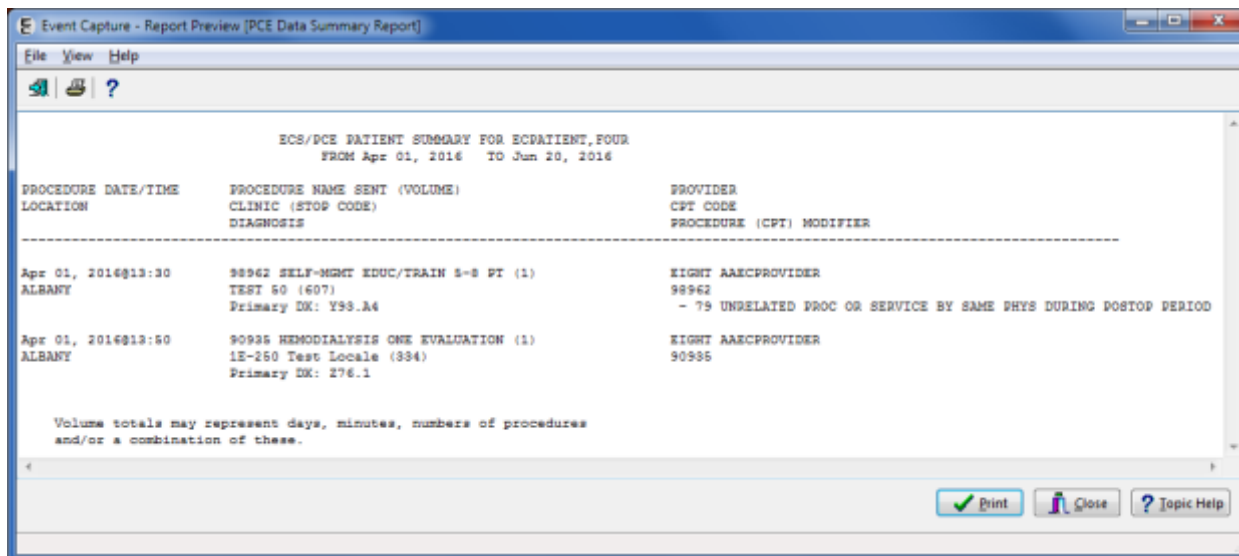 Event Capture - Report Preview [PCE Data Summary Report]
File View Help
ECS/PCE PATIENT SUMMARY FOR ECPATIENT,FOUR
FROM Apr 01, 2016 TO Jun 20, 2016
PROCEDURE DATE/TIME PROCEDURE NAME SENT (VOLUME) PROVIDER
LOCATION CLINIC (STOP CODE) CPT CODE
DIAGNOSIS PROCEDURE (CPT) MODIFIER
Apr 01, 2016@13:30 98962 SELF-MGMT EDUC/TRAIN 5-8 PT (1) EIGHT AAECPROVIDER
ALBANY TEST 50 (607) 98962
Primary DX: Y93.A4 - 79 UNRELATED PROC OR SERVICE BY SAME PHYS DURING POSTOP PERIOD
Apr 01, 2016@13:50 90935 HEMODIALYSIS ONE EVALUATION (1) EIGHT AAECPROVIDER
ALBANY 1E-250 Test Locale (334) 90935
Primary DX: Z76.1
Volume totals may represent days, minutes, numbers of procedures
and/or a combination of these.
Print Close Topic Help